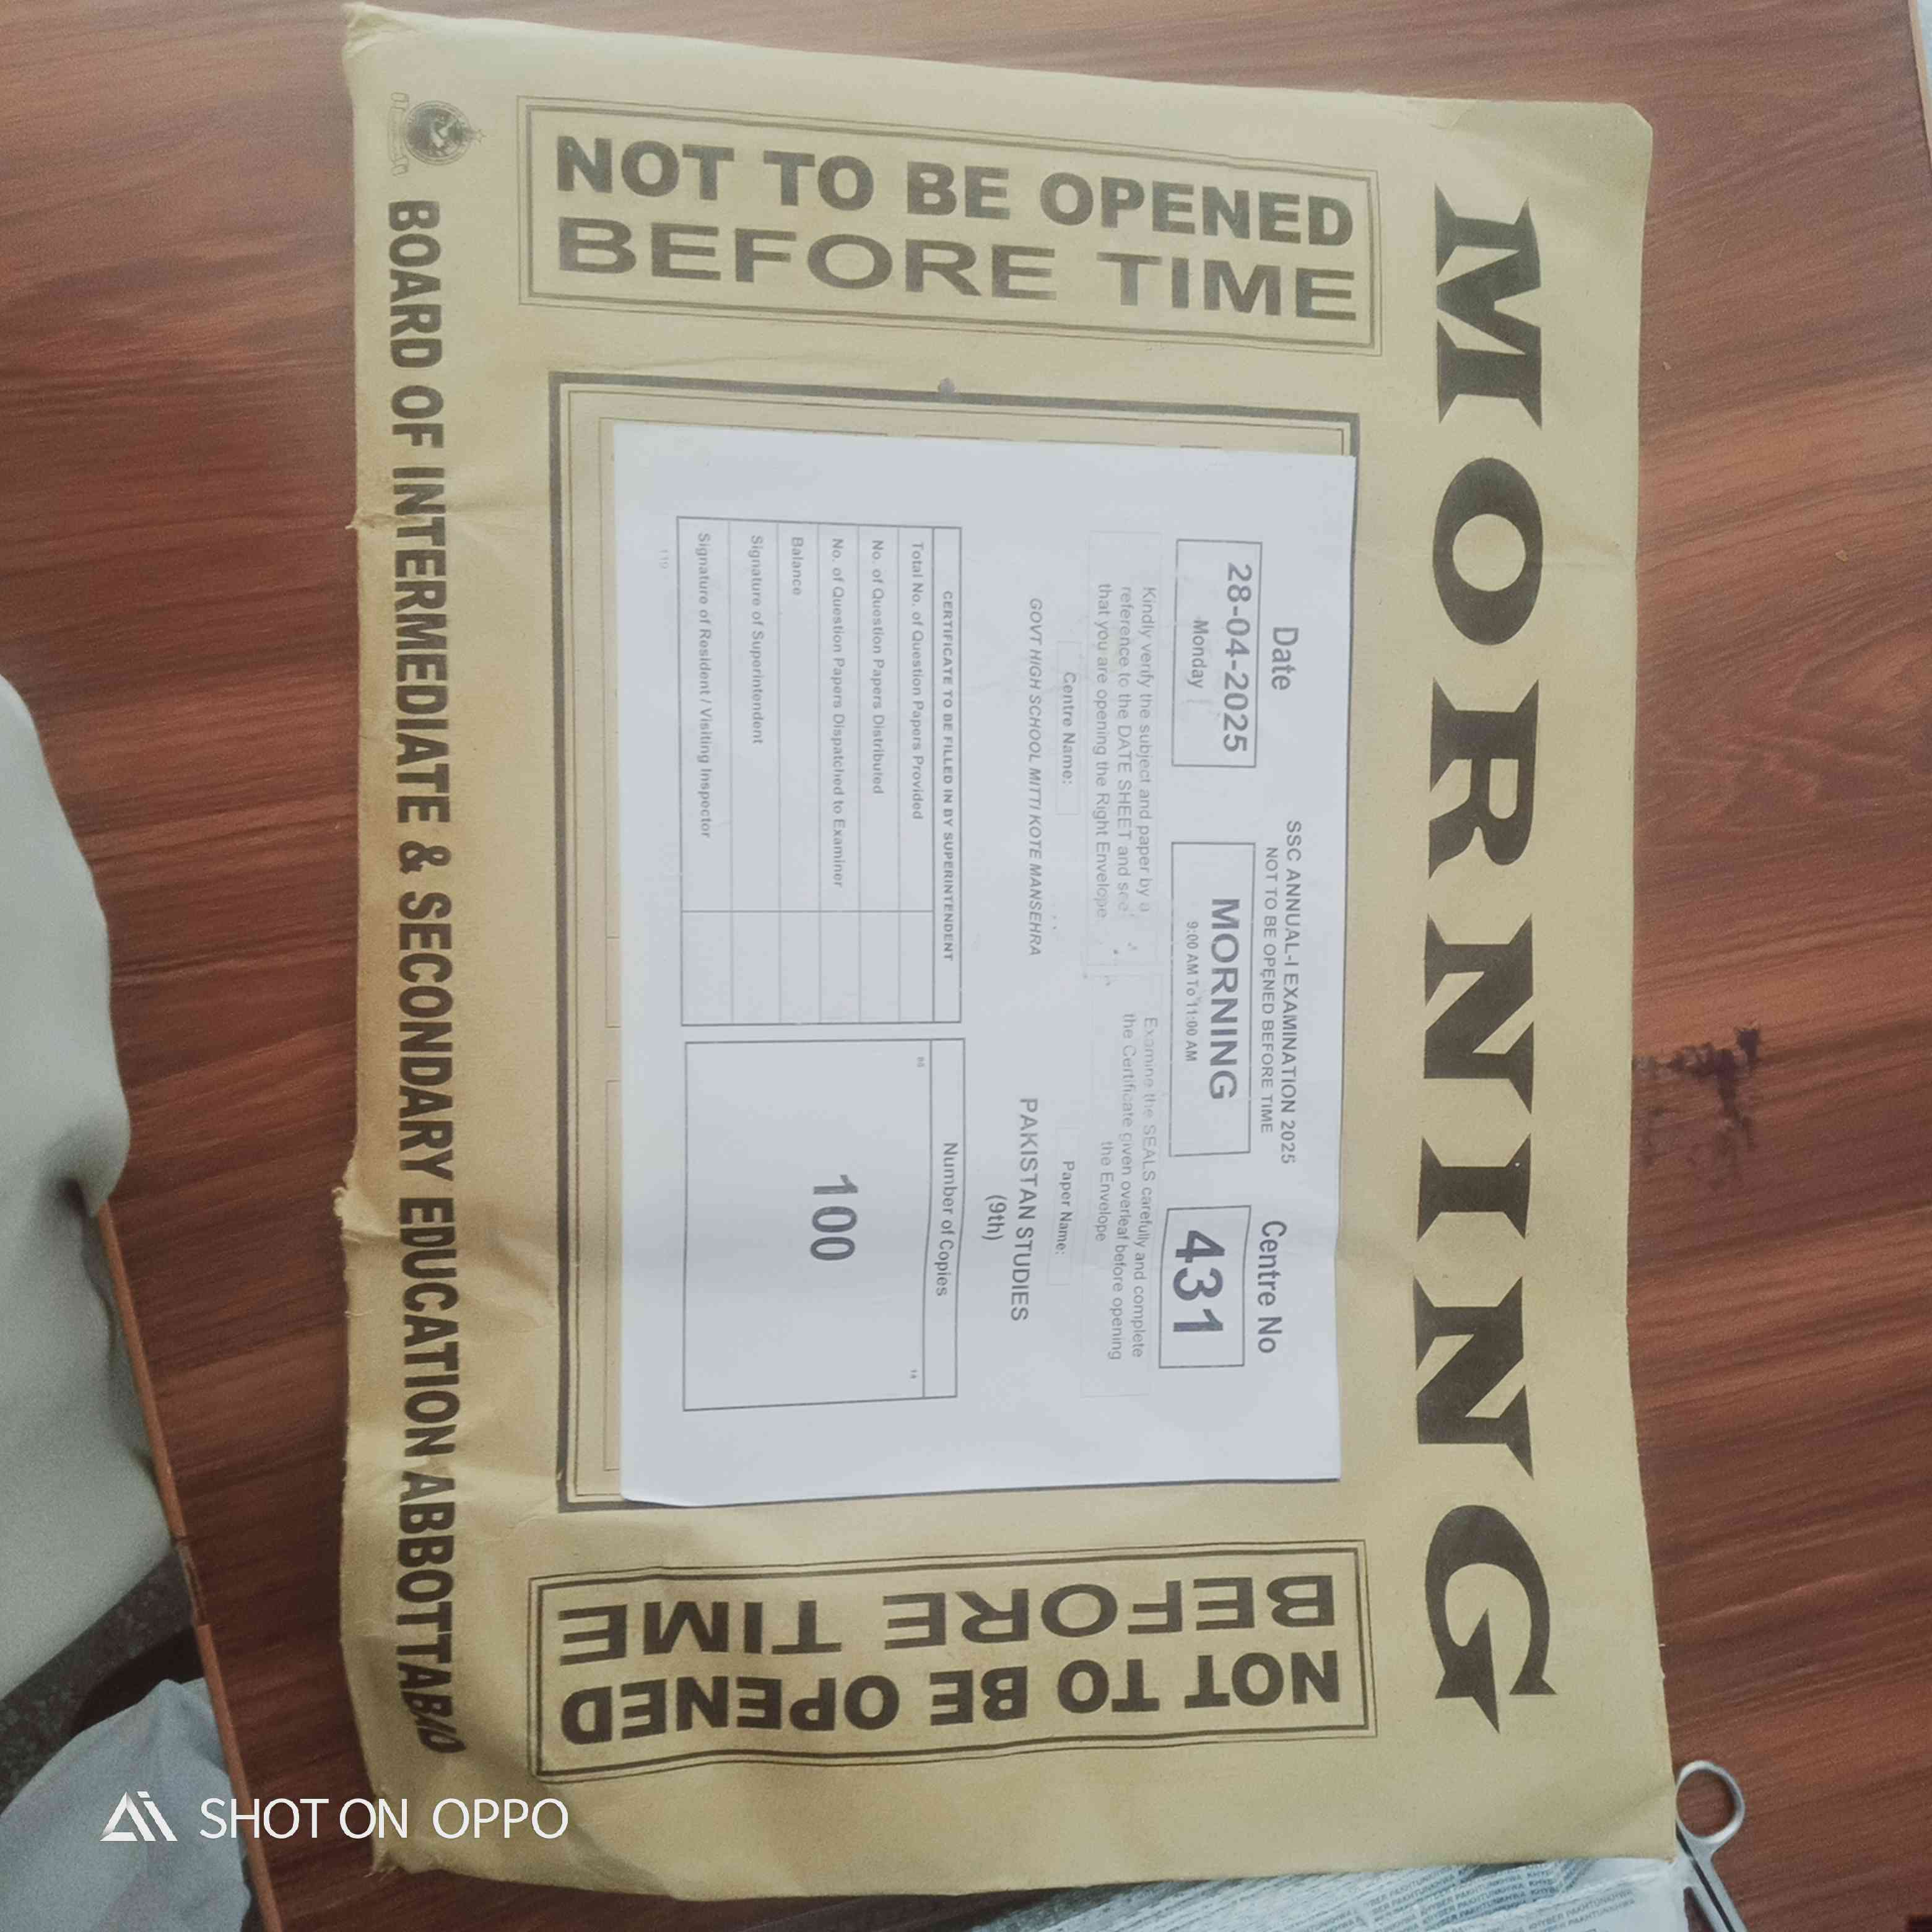 MORNING
NOT TO BE OPENED
BEFORE TIME
SSC ANNUAL-I EXAMINATION 2025
NOT TO BE OPENED BEFORE TIME
Date
28-04-2025
Monday
MORNING
9:00 AM To 11:00 AM
Centre No
431
Kindly verify the subject and paper by a
reference to the DATE SHEET and see
that you are opening the Right Envelope.
Examine the SEALS carefully and complete
the Certificate given overleaf before opening
the Envelope
Centre Name:
GOVT HIGH SCHOOL MITTI KOTE MANSEHRA
Paper Name:
PAKISTAN STUDIES
(9th)
CERTIFICATE TO BE FILLED IN BY SUPERINTENDENT
Total No. of Question Papers Provided
No. of Question Papers Distributed
No. of Question Papers Dispatched to Examiner
Balance
Signature of Superintendent
Signature of Resident / Visiting Inspector
Number of Copies
100
NOT TO BE OPENED
BEFORE TIME
BOARD OF INTERMEDIATE & SECONDARY EDUCATION ABBOTTABAD
SHOT ON OPPO